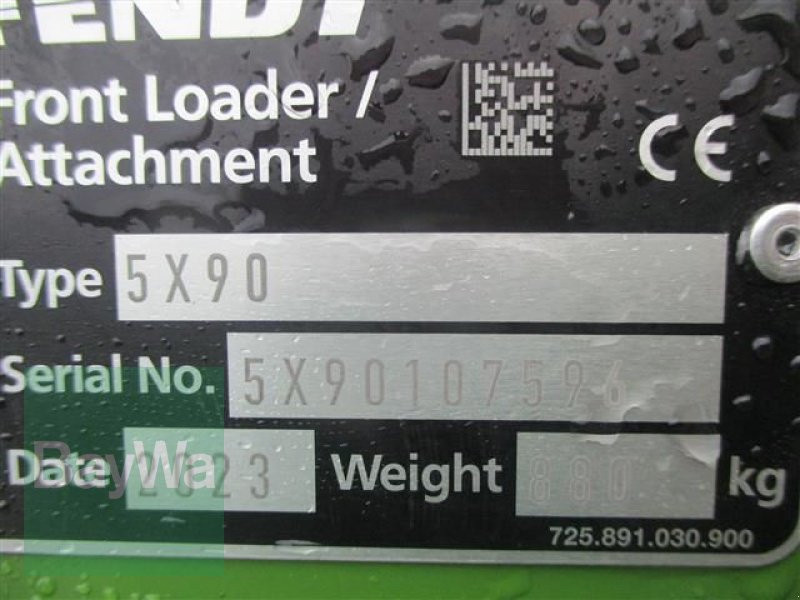 FENDT
Front Loader /
Attachment
CE
Type 5X90
Serial No. 5X90107596
Date 2023 Weight 880 kg
BayWa
725.891.030.900